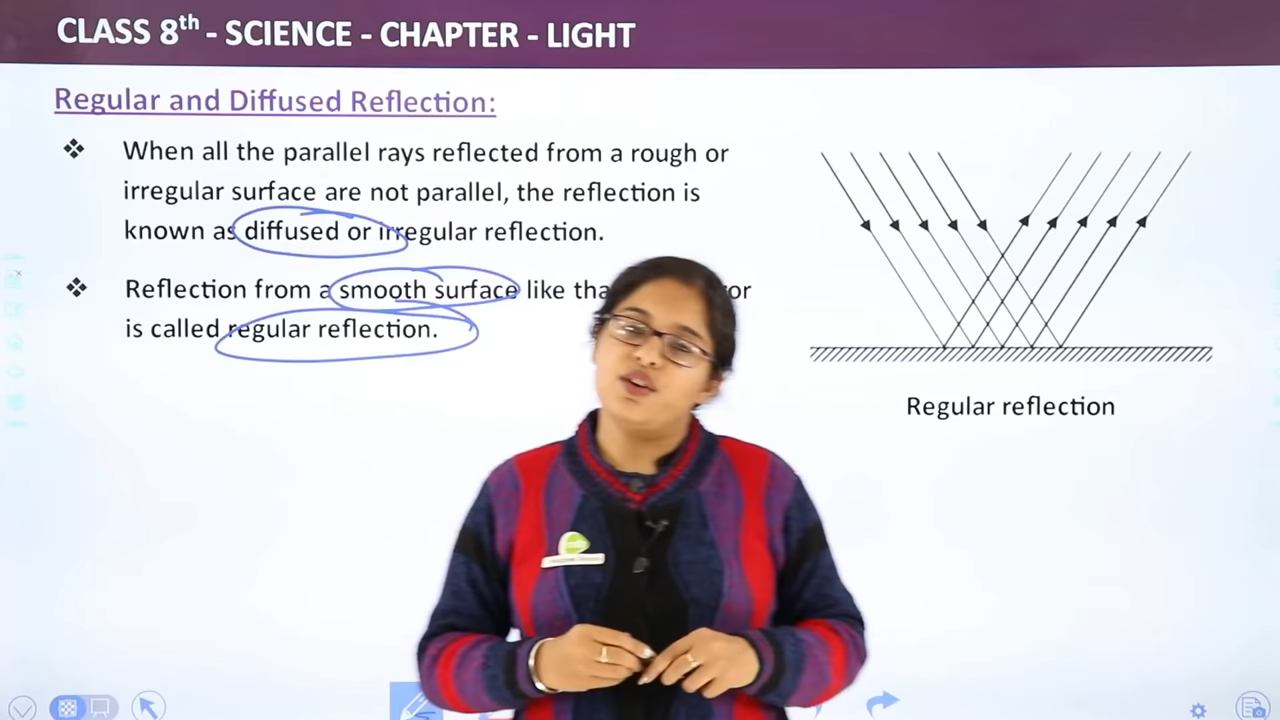 CLASS 8th - SCIENCE - CHAPTER - LIGHT
Regular and Diffused Reflection:
When all the parallel rays reflected from a rough or
irregular surface are not parallel, the reflection is
known as diffused or irregular reflection.
Reflection from a smooth surface like tha or
is called regular reflection.
Regular reflection